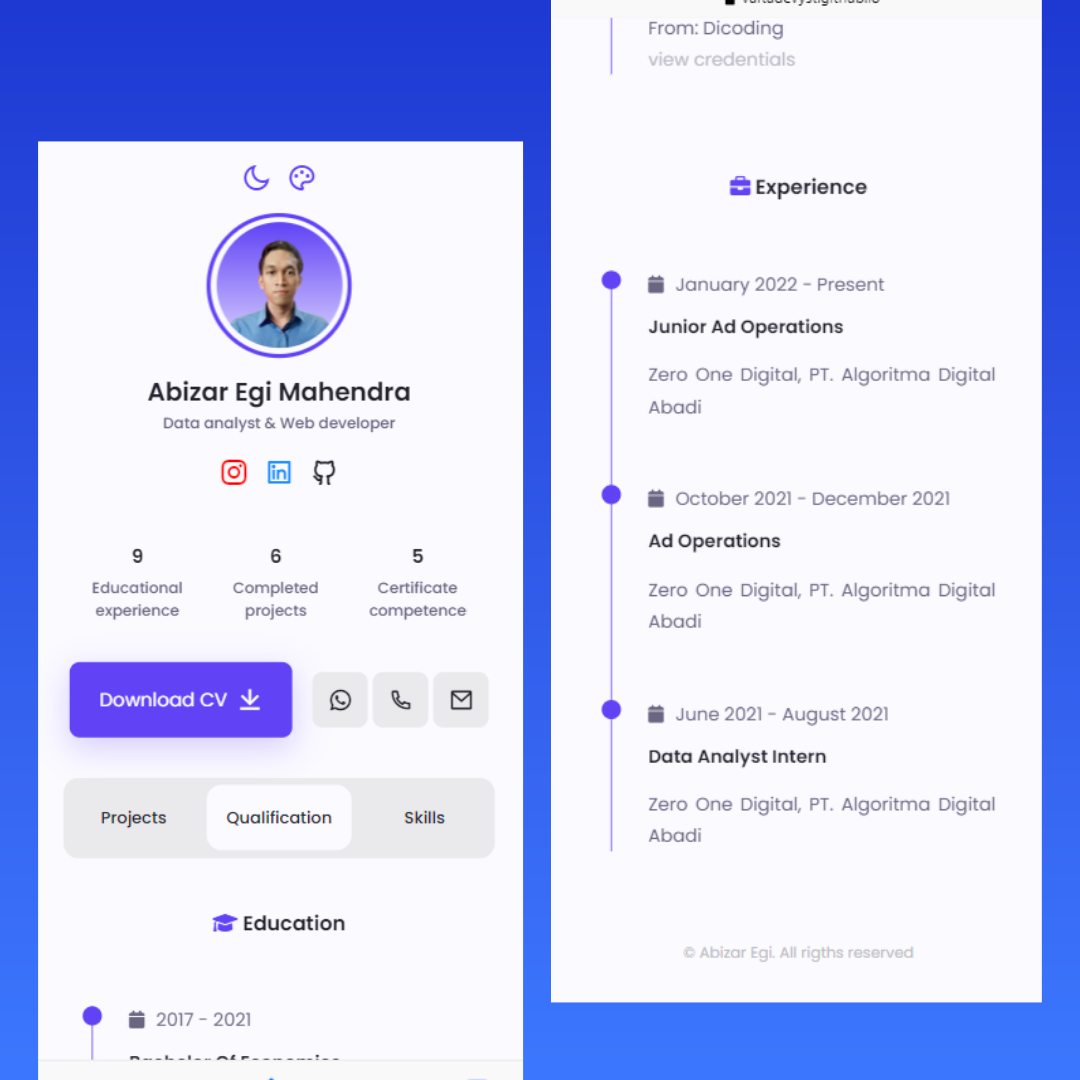 Abizar Egi Mahendra
Data analyst & Web developer
9
Educational
experience
6
Completed
projects
5
Certificate
competence
Download CV
Projects
Qualification
Skills
Education
2017 - 2021
Bachelor Of Economics
From: Dicoding
view credentials
Experience
January 2022 - Present
Junior Ad Operations
Zero One Digital, PT. Algoritma Digital
Abadi
October 2021 - December 2021
Ad Operations
Zero One Digital, PT. Algoritma Digital
Abadi
June 2021 - August 2021
Data Analyst Intern
Zero One Digital, PT. Algoritma Digital
Abadi
© Abizar Egi. All rigths reserved